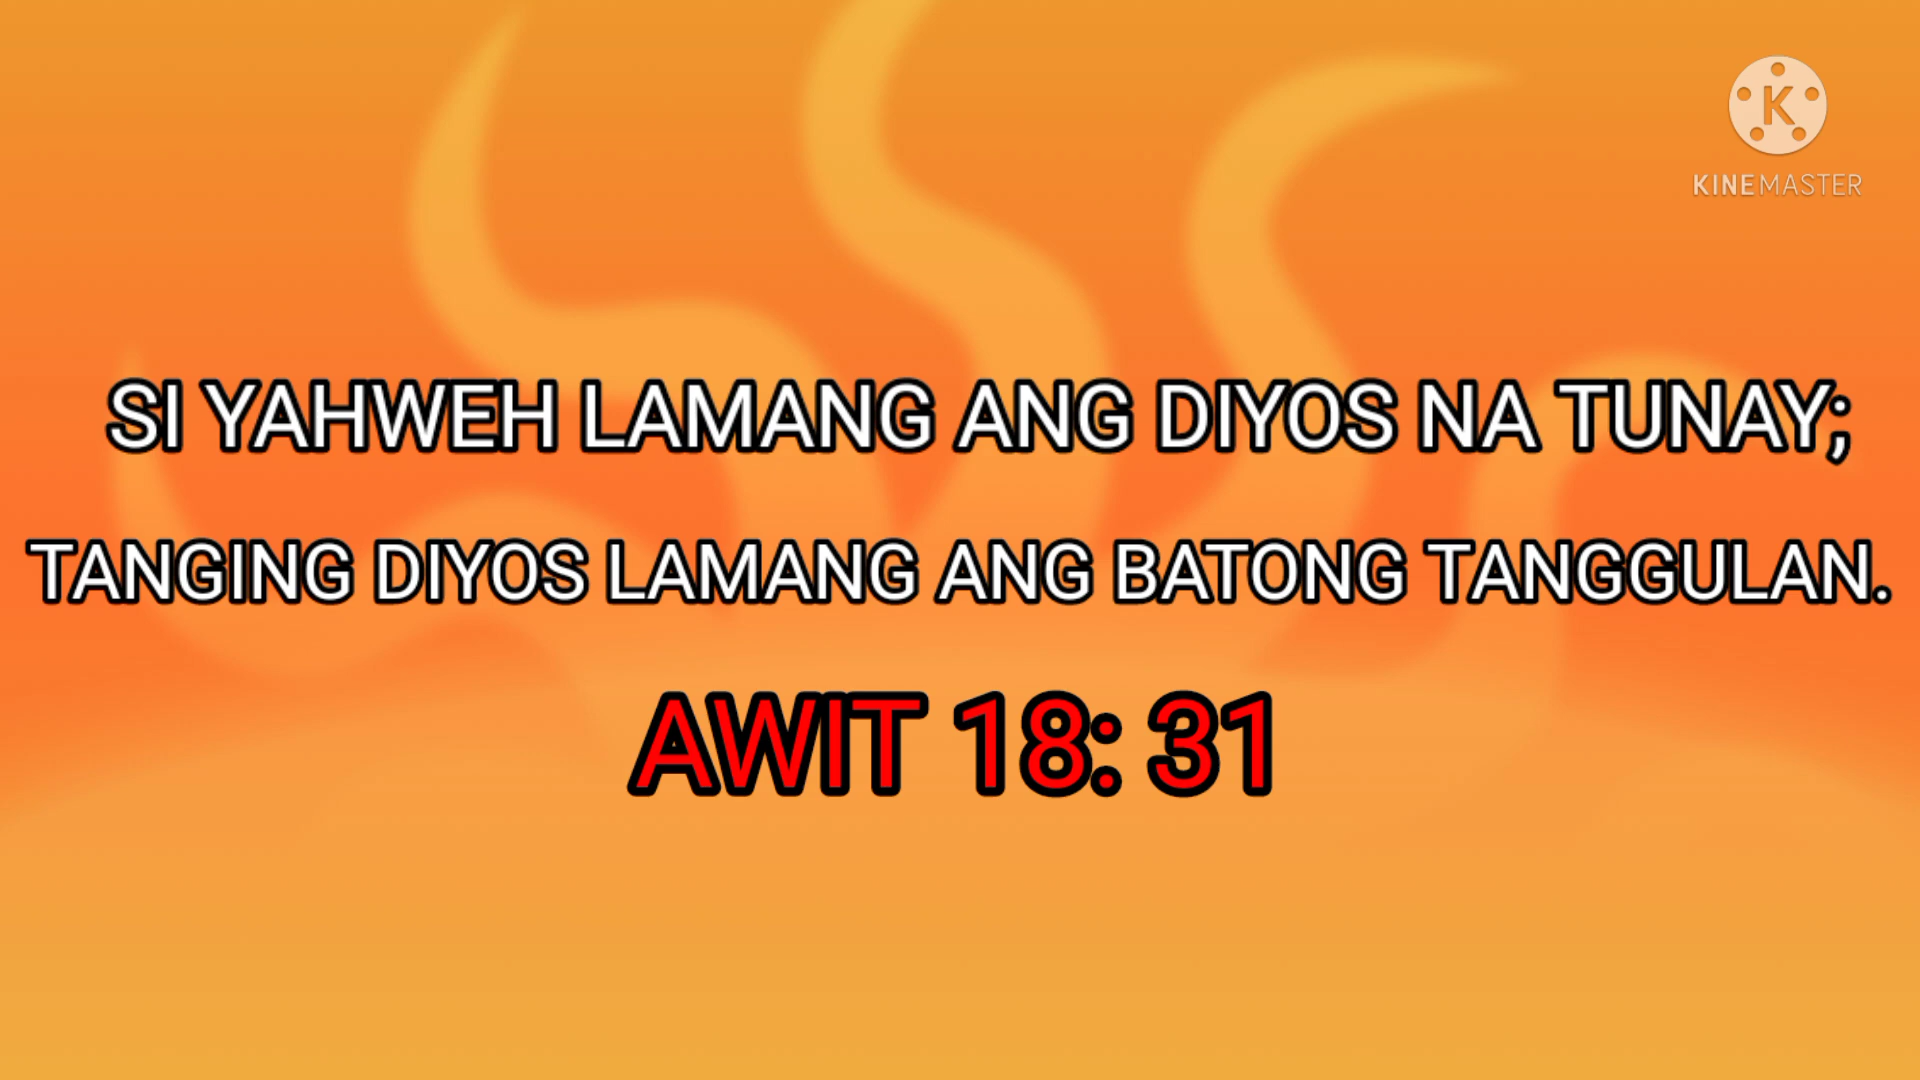 K
KINEMASTER
SI YAHWEH LAMANG ANG DIYOS NA TUNAY;
TANGING DIYOS LAMANG ANG BATONG TANGGULAN.
AWIT 18: 31